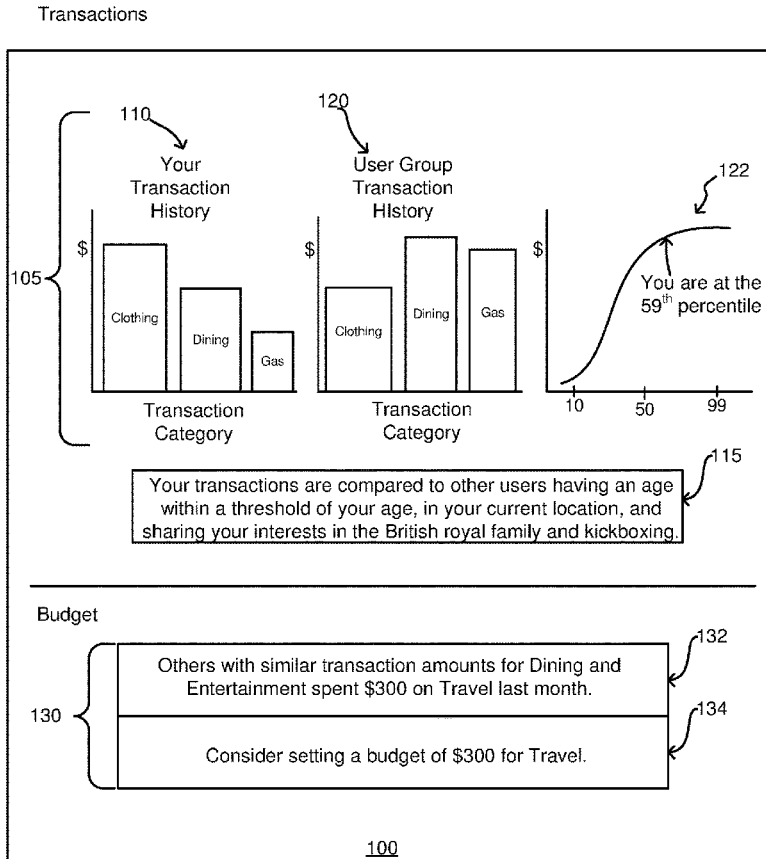 Transactions
110
120
Your
Transaction
History
User Group
Transaction
HIstory
122
$
$
$
105
Clothing
Dining
Gas
Clothing
Dining
Gas
You are at the
59th percentile
10
50
99
Transaction
Category
Transaction
Category
115
Your transactions are compared to other users having an age
within a threshold of your age, in your current location, and
sharing your interests in the British royal family and kickboxing.
Budget
130
132
Others with similar transaction amounts for Dining and
Entertainment spent $300 on Travel last month.
134
Consider setting a budget of $300 for Travel.
100